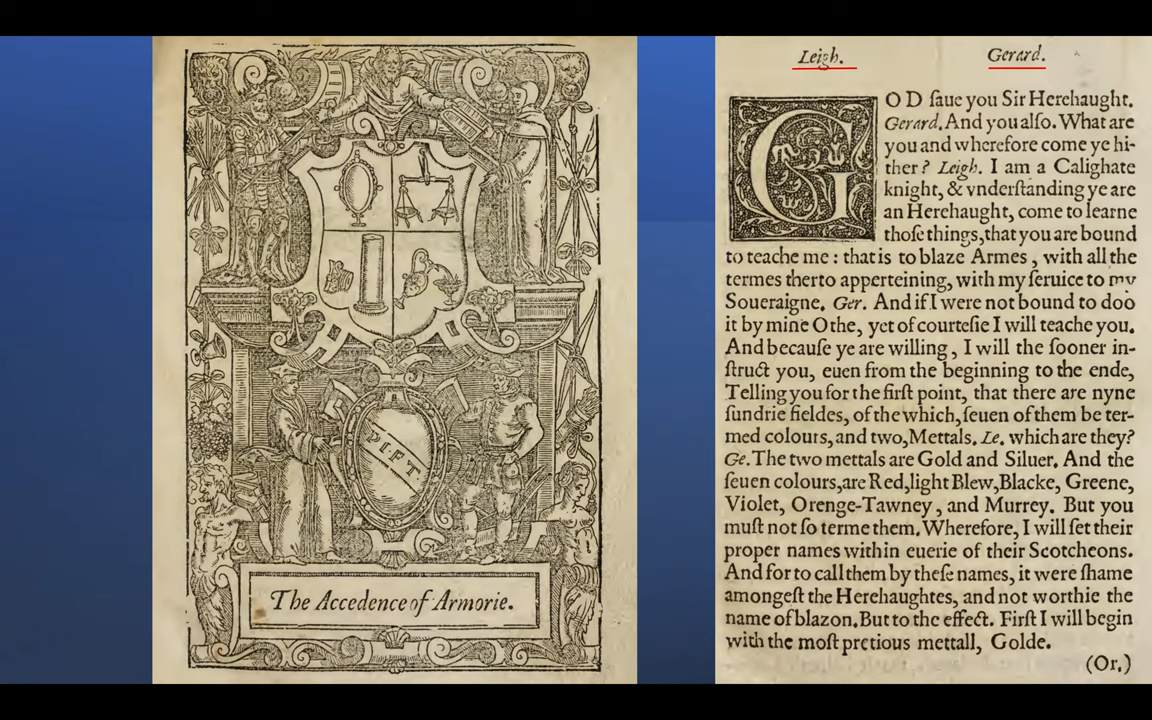 PIFT
The Accedence of Armorie.
Leigh. Gerard.
GOD ſaue you Sir Herehaught.
Gerard. And you alſo. What are
you and wherefore come ye hi-
ther? Leigh. I am a Calighate
knight, & vnderſtanding ye are
an Herehaught, come to learne
thoſe things, that you are bound
to teache me : that is to blaze Armes, with all the
termes therto apperteining, with my ſeruice to my
Soueraigne. Ger. And if I were not bound to doo
it by mine Othe, yet of courteſie I will teache you.
And becauſe ye are willing, I will the ſooner in-
ſtruct you, euen from the beginning to the ende,
Telling you for the firſt point, that there are nyne
ſundrie fieldes, of the which, ſeuen of them be ter-
med colours, and two, Mettals. Le. which are they?
Ge. The two mettals are Gold and Siluer. And the
ſeuen colours, are Red, light Blew, Blacke, Greene,
Violet, Orenge-Tawney, and Murrey. But you
muſt not ſo terme them. Wherefore, I will ſet their
proper names within euerie of their Scotcheons.
And for to call them by theſe names, it were ſhame
amongeſt the Herehaughtes, and not worthie the
name of blazon. But to the effect. Firſt I will begin
with the moſt pretious mettall, Golde.
(Or,)